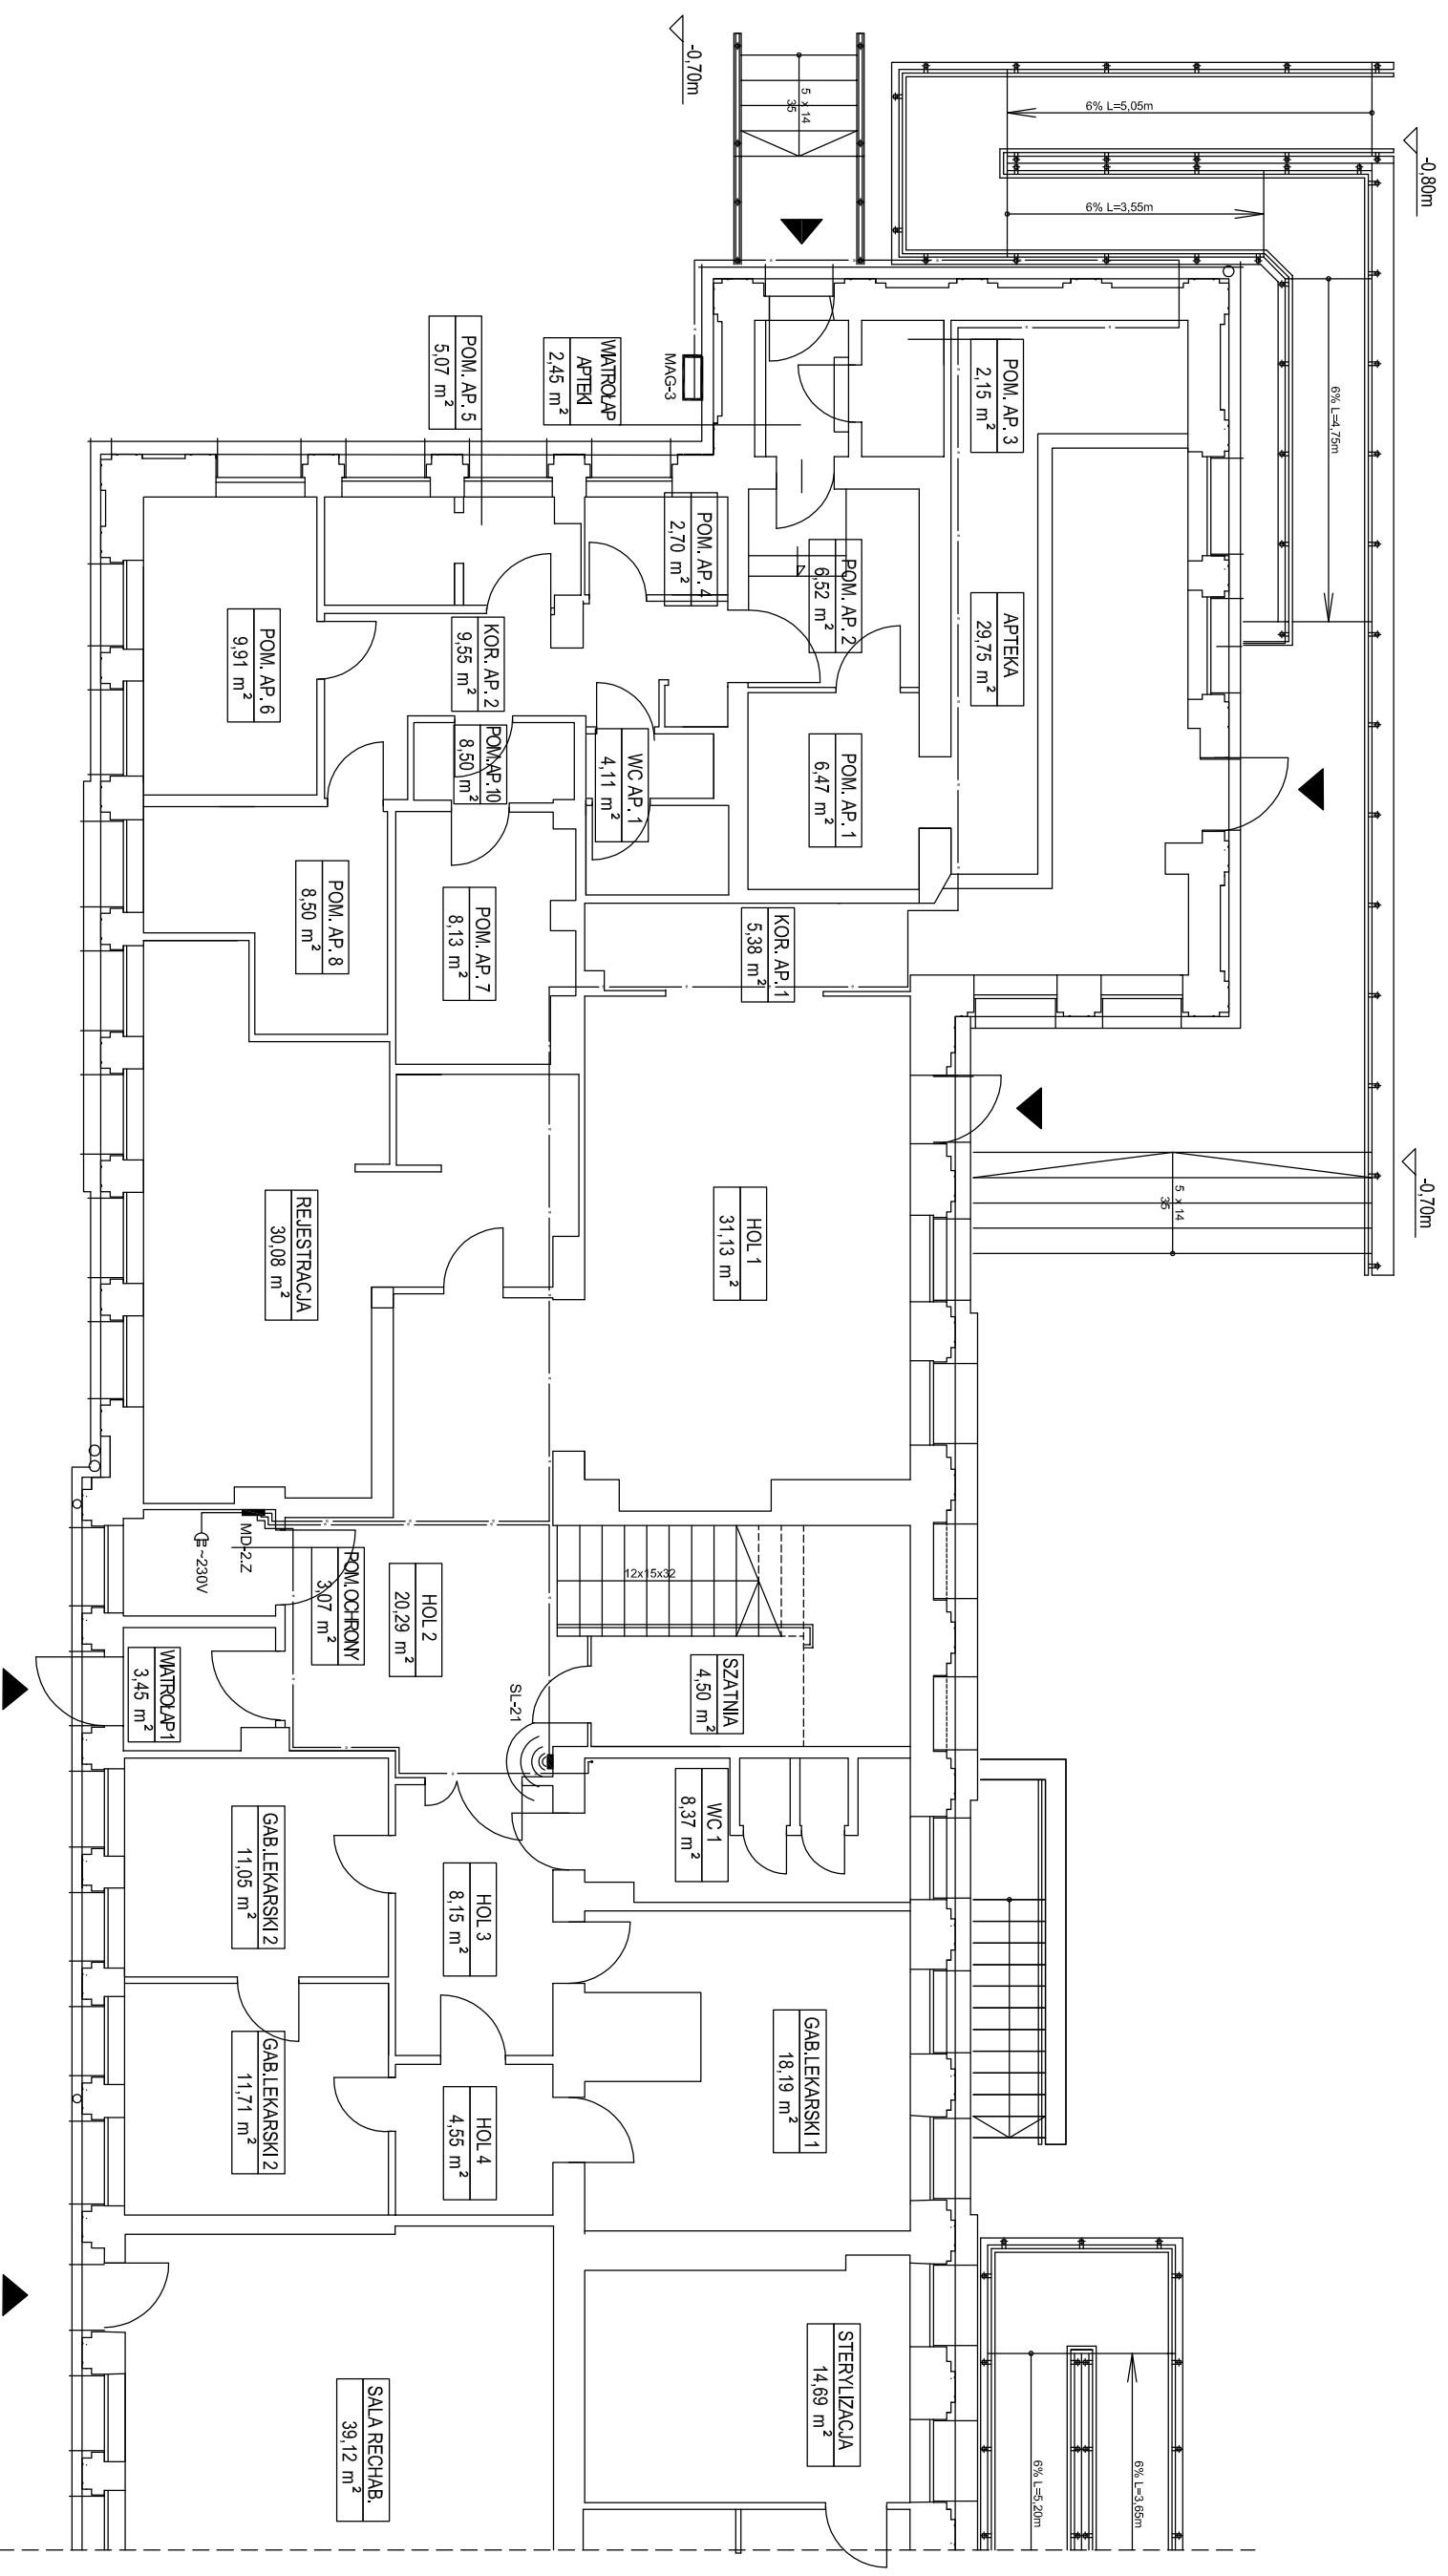 -0,80m
-0,70m
-0,70m
6% L=5,05m
6% L=3,55m
6% L=4,75m
5 x 14
35
5 x 14
35
MAG-3
POM. AP. 3
2,15 m²
WIATROŁAP
APTEKI
2,45 m²
POM. AP. 5
5,07 m²
POM. AP. 4
2,70 m²
POM. AP. 2
6,52 m²
APTEKA
29,75 m²
POM. AP. 6
9,91 m²
KOR. AP. 2
9,55 m²
POM.AP. 10
8,50 m²
WC AP. 1
4,11 m²
POM. AP. 1
6,47 m²
POM. AP. 8
8,50 m²
POM. AP. 7
8,13 m²
KOR. AP. 1
5,38 m²
REJESTRACJA
30,08 m²
HOL 1
31,13 m²
MD-2.Z
~230V
POM.OCHRONY
3,07 m²
HOL 2
20,29 m²
12x15x32
WIATROŁAP1
3,45 m²
SL-21
SZATNIA
4,50 m²
WC 1
8,37 m²
GAB.LEKARSKI 2
11,05 m²
HOL 3
8,15 m²
GAB.LEKARSKI 1
18,19 m²
GAB.LEKARSKI 2
11,71 m²
HOL 4
4,55 m²
STERYLIZACJA
14,69 m²
SALA RECHAB.
39,12 m²
6% L=5,20m
6% L=3,65m